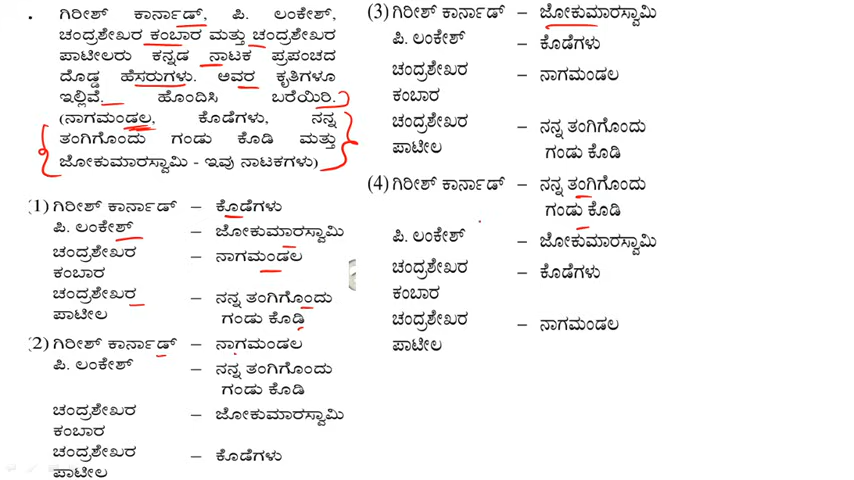 . ಗಿರೀಶ್ ಕಾರ್ನಾಡ್, ಪಿ. ಲಂಕೇಶ್,
ಚಂದ್ರಶೇಖರ ಕಂಬಾರ ಮತ್ತು ಚಂದ್ರಶೇಖರ
ಪಾಟೀಲರು ಕನ್ನಡ ನಾಟಕ ಪ್ರಪಂಚದ
ದೊಡ್ಡ ಹೆಸರುಗಳು. ಅವರ ಕೃತಿಗಳೂ
ಇಲ್ಲಿವೆ. ಹೊಂದಿಸಿ ಬರೆಯಿರಿ.
(ನಾಗಮಂಡಲ, ಕೊಡೆಗಳು, ನನ್ನ
ತಂಗಿಗೊಂದು ಗಂಡು ಕೊಡಿ ಮತ್ತು
ಜೋಕುಮಾರಸ್ವಾಮಿ - ಇವು ನಾಟಕಗಳು)
(1) ಗಿರೀಶ್ ಕಾರ್ನಾಡ್ – ಕೊಡೆಗಳು
ಪಿ. ಲಂಕೇಶ್ – ಜೋಕುಮಾರಸ್ವಾಮಿ
ಚಂದ್ರಶೇಖರ – ನಾಗಮಂಡಲ
ಕಂಬಾರ
ಚಂದ್ರಶೇಖರ – ನನ್ನ ತಂಗಿಗೊಂದು
ಪಾಟೀಲ ಗಂಡು ಕೊಡಿ
(2) ಗಿರೀಶ್ ಕಾರ್ನಾಡ್ – ನಾಗಮಂಡಲ
ಪಿ. ಲಂಕೇಶ್ – ನನ್ನ ತಂಗಿಗೊಂದು
ಗಂಡು ಕೊಡಿ
ಚಂದ್ರಶೇಖರ – ಜೋಕುಮಾರಸ್ವಾಮಿ
ಕಂಬಾರ
ಚಂದ್ರಶೇಖರ – ಕೊಡೆಗಳು
ಪಾಟೀಲ
(3) ಗಿರೀಶ್ ಕಾರ್ನಾಡ್ – ಜೋಕುಮಾರಸ್ವಾಮಿ
ಪಿ. ಲಂಕೇಶ್ – ಕೊಡೆಗಳು
ಚಂದ್ರಶೇಖರ – ನಾಗಮಂಡಲ
ಕಂಬಾರ
ಚಂದ್ರಶೇಖರ – ನನ್ನ ತಂಗಿಗೊಂದು
ಪಾಟೀಲ ಗಂಡು ಕೊಡಿ
(4) ಗಿರೀಶ್ ಕಾರ್ನಾಡ್ – ನನ್ನ ತಂಗಿಗೊಂದು
ಗಂಡು ಕೊಡಿ
ಪಿ. ಲಂಕೇಶ್ – ಜೋಕುಮಾರಸ್ವಾಮಿ
ಚಂದ್ರಶೇಖರ – ಕೊಡೆಗಳು
ಕಂಬಾರ
ಚಂದ್ರಶೇಖರ – ನಾಗಮಂಡಲ
ಪಾಟೀಲ